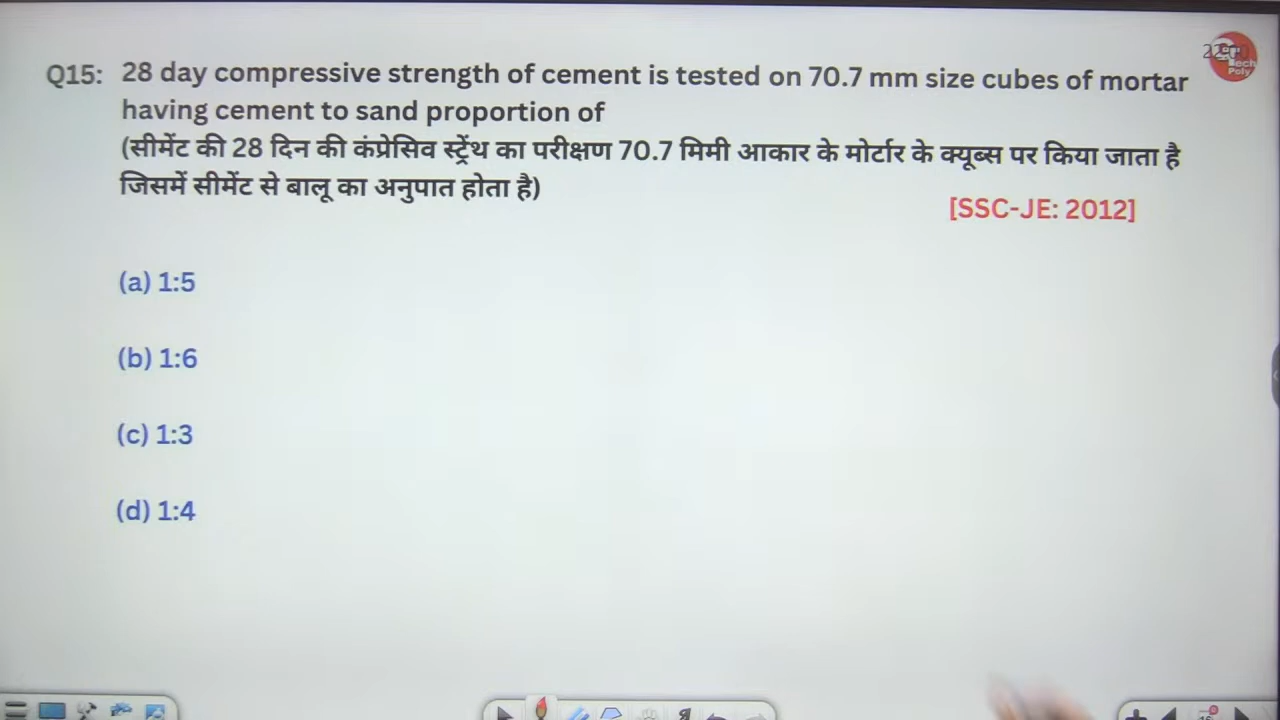 Q15: 28 day compressive strength of cement is tested on 70.7 mm size cubes of mortar
having cement to sand proportion of
(सीमेंट की 28 दिन की कंप्रेसिव स्ट्रेंथ का परीक्षण 70.7 मिमी आकार के मोर्टार के क्यूब्स पर किया जाता है
जिसमें सीमेंट से बालू का अनुपात होता है)
[SSC-JE: 2012]
(a) 1:5
(b) 1:6
(c) 1:3
(d) 1:4
Poly